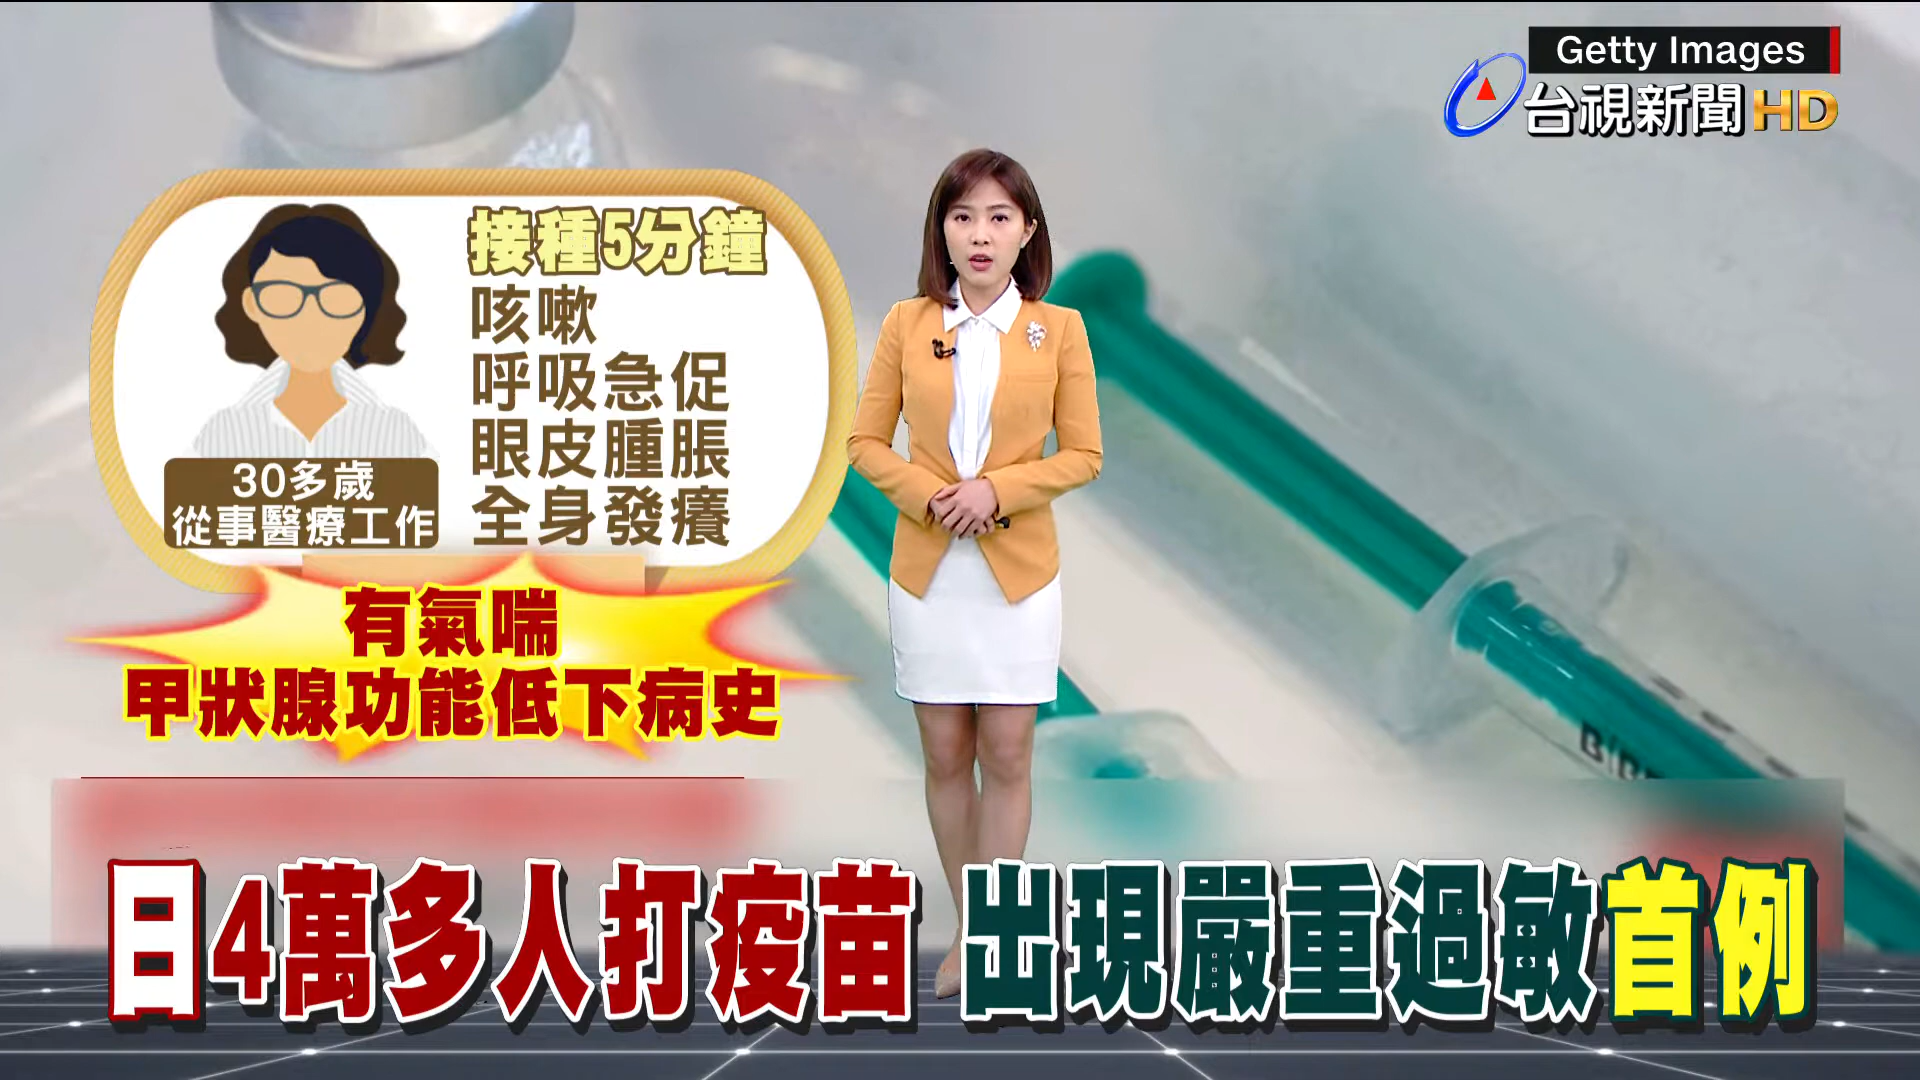 Getty Images
台視新聞HD
接種5分鐘
咳嗽
呼吸急促
眼皮腫脹
全身發癢
30多歲
從事醫療工作
有氣喘
甲狀腺功能低下病史
日4萬多人打疫苗 出現嚴重過敏首例